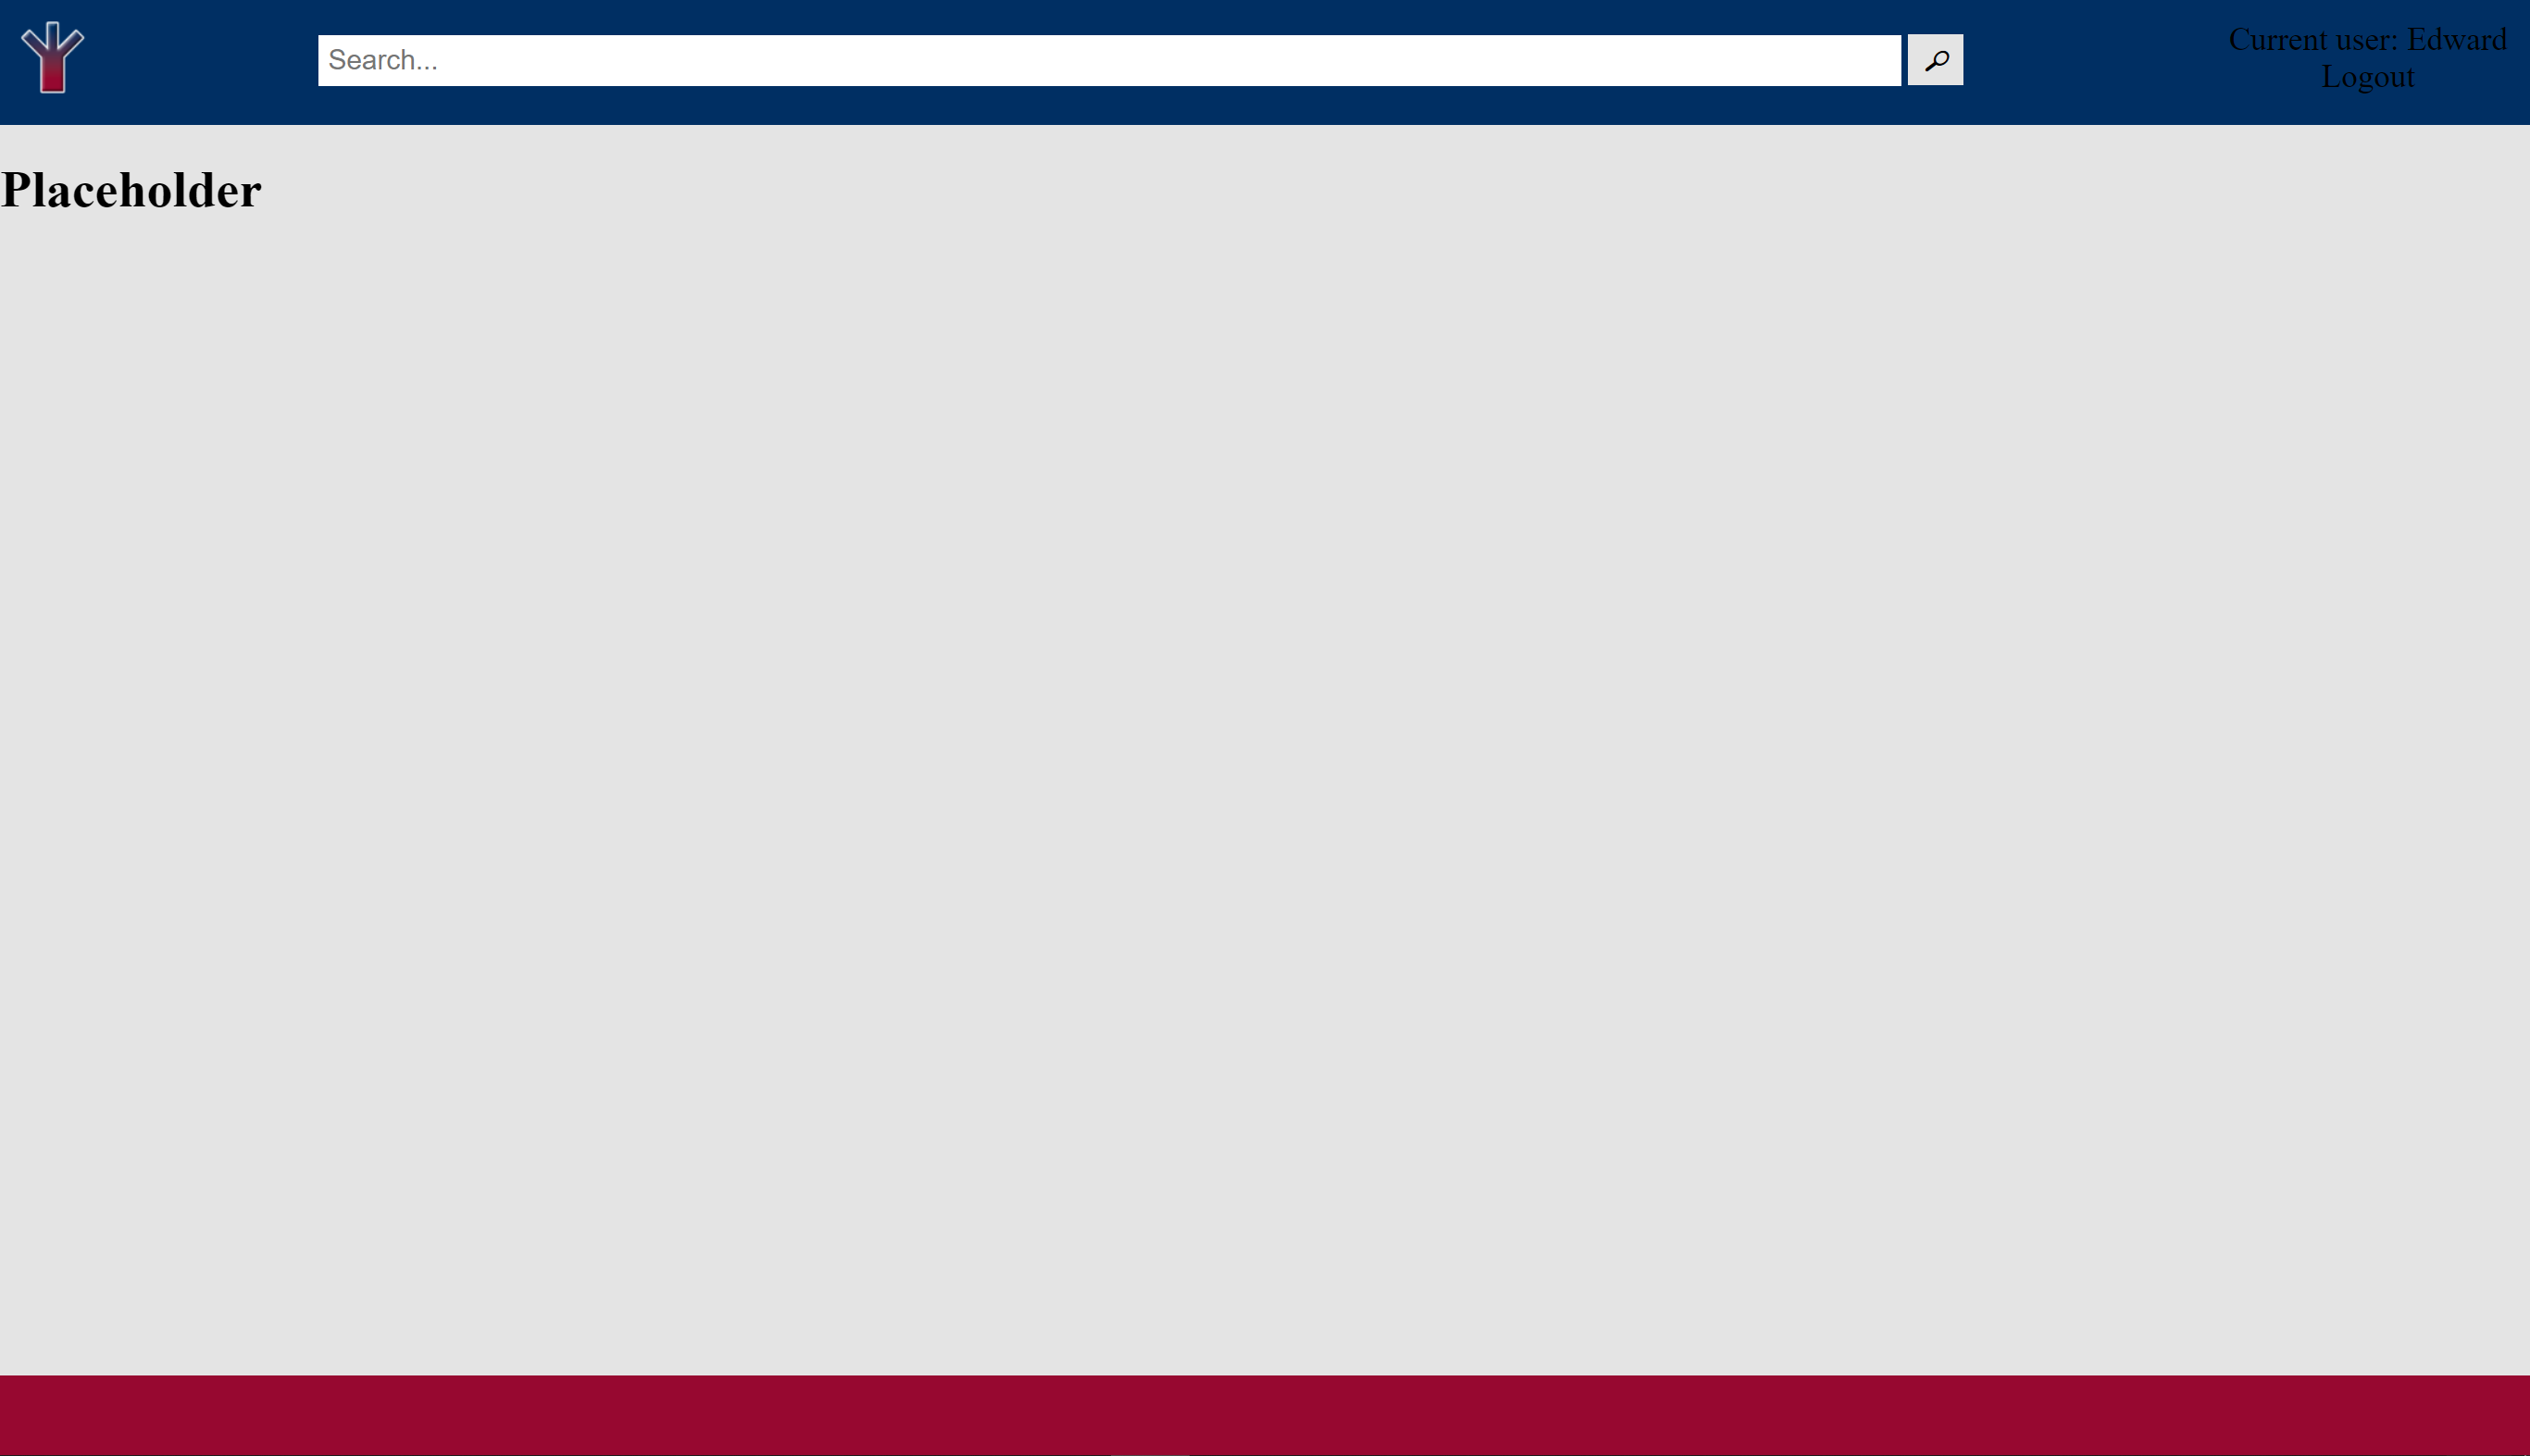 Search...
Current user: Edward
Logout
Placeholder